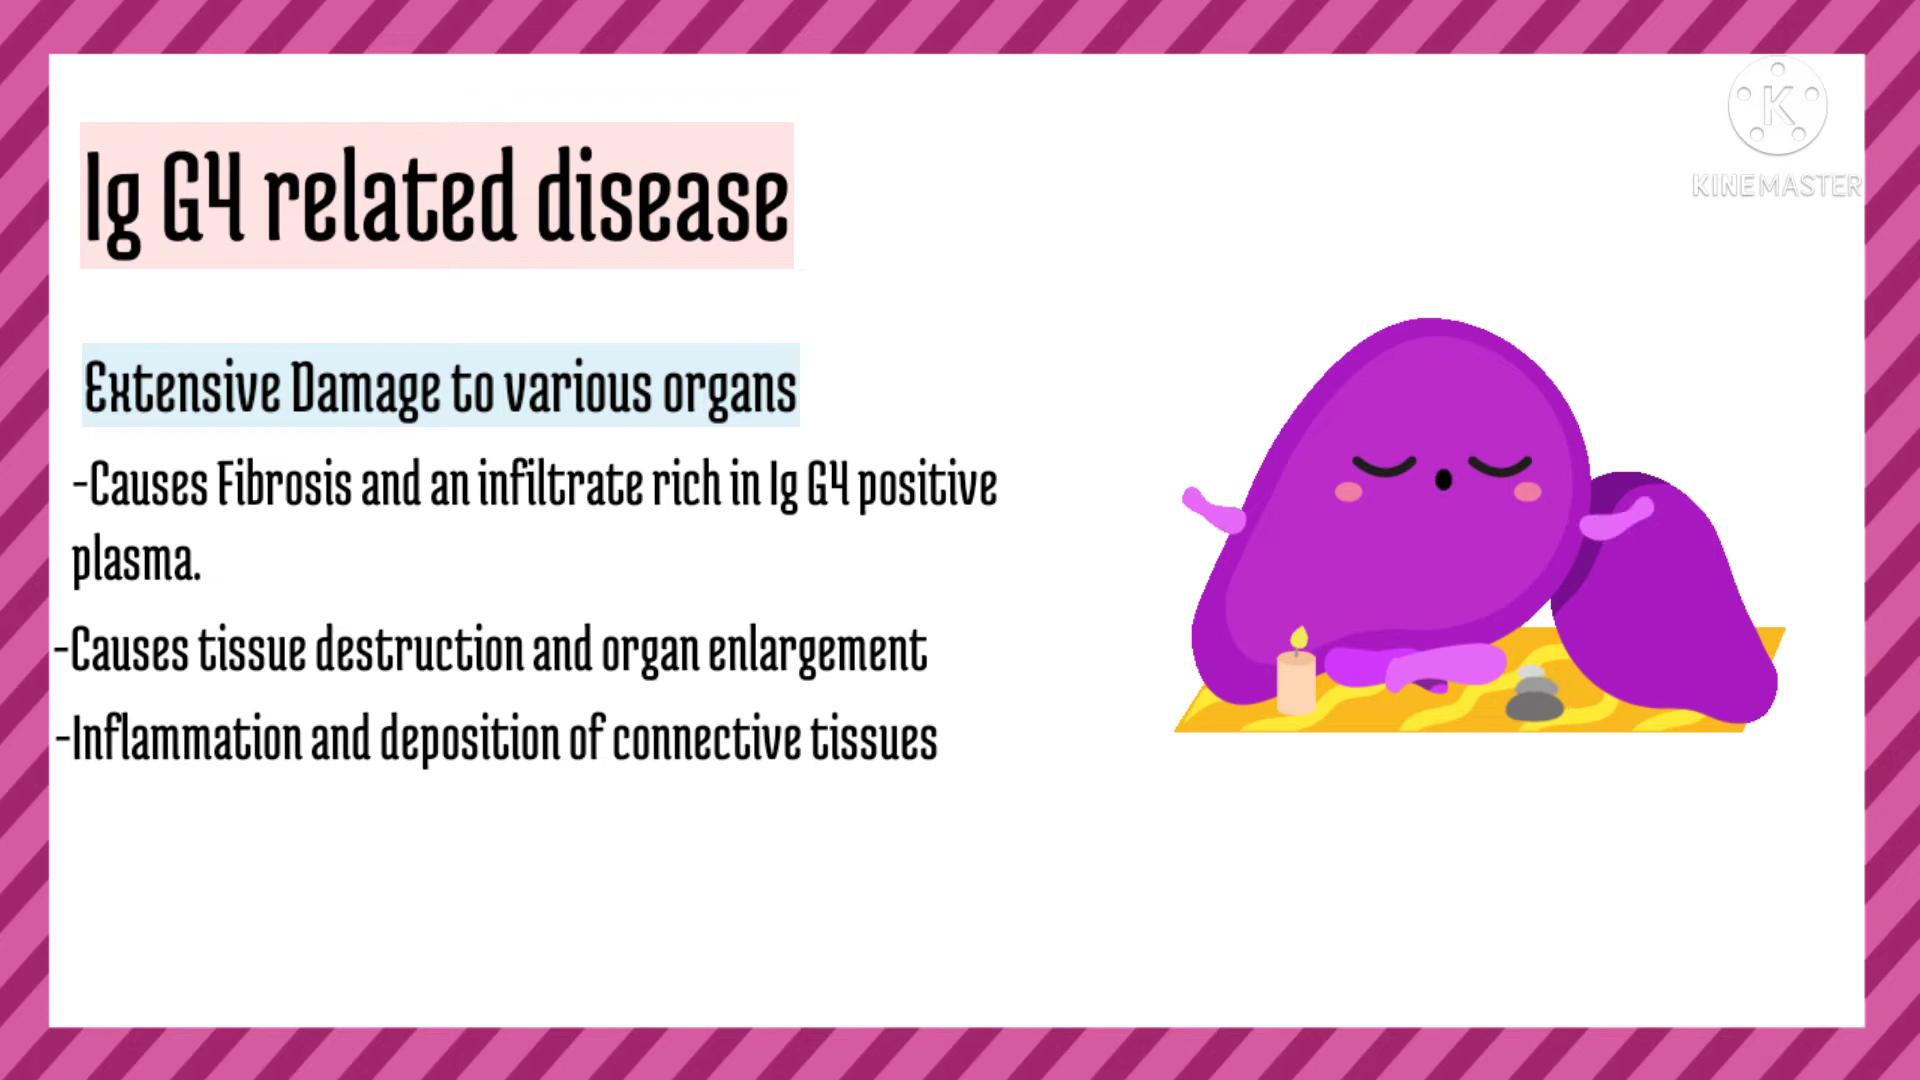 K
KINEMASTER
Ig G4 related disease
Extensive Damage to various organs
-Causes Fibrosis and an infiltrate rich in Ig G4 positive
plasma.
-Causes tissue destruction and organ enlargement
-Inflammation and deposition of connective tissues